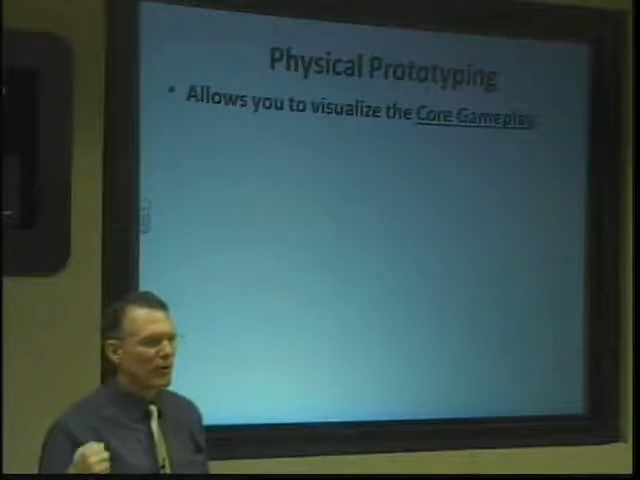 Physical Prototyping
• Allows you to visualize the Core Gameplay